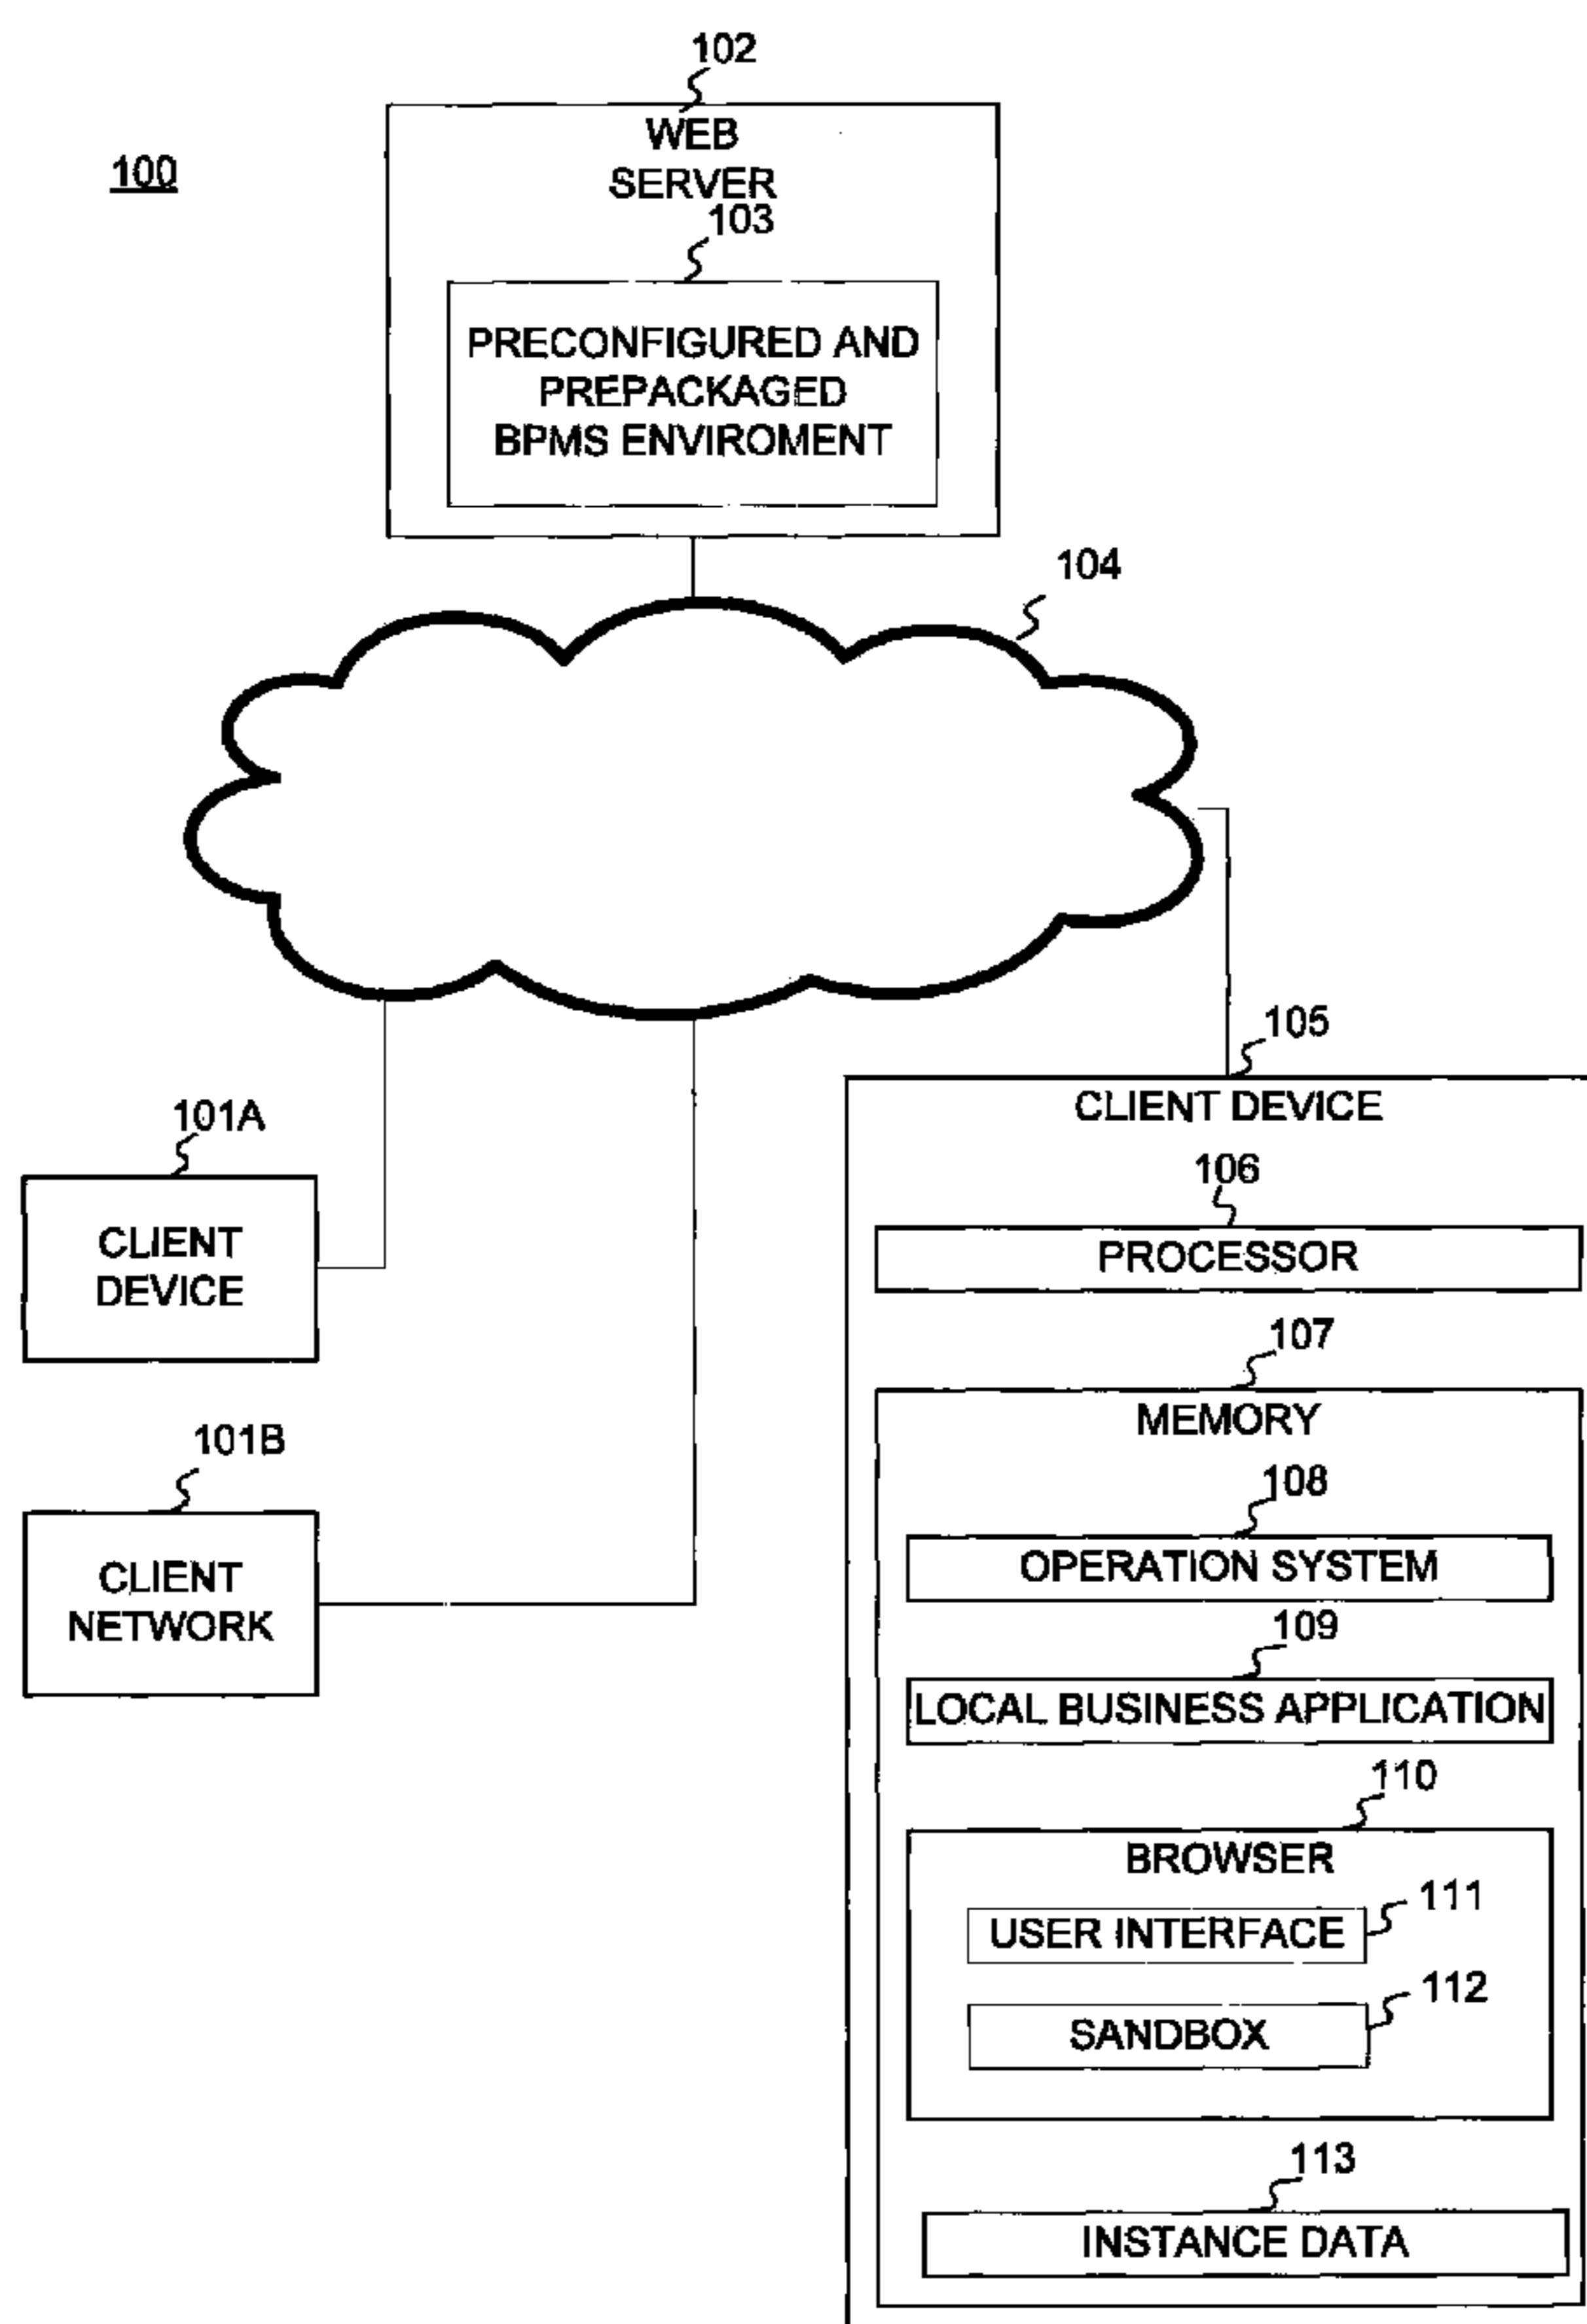 102
100
WEB
SERVER
103
PRECONFIGURED AND
PREPACKAGED
BPMS ENVIROMENT
104
105
CLIENT DEVICE
101A
CLIENT
DEVICE
106
PROCESSOR
107
MEMORY
101B
CLIENT
NETWORK
108
OPERATION SYSTEM
109
LOCAL BUSINESS APPLICATION
110
BROWSER
111
USER INTERFACE
112
SANDBOX
113
INSTANCE DATA